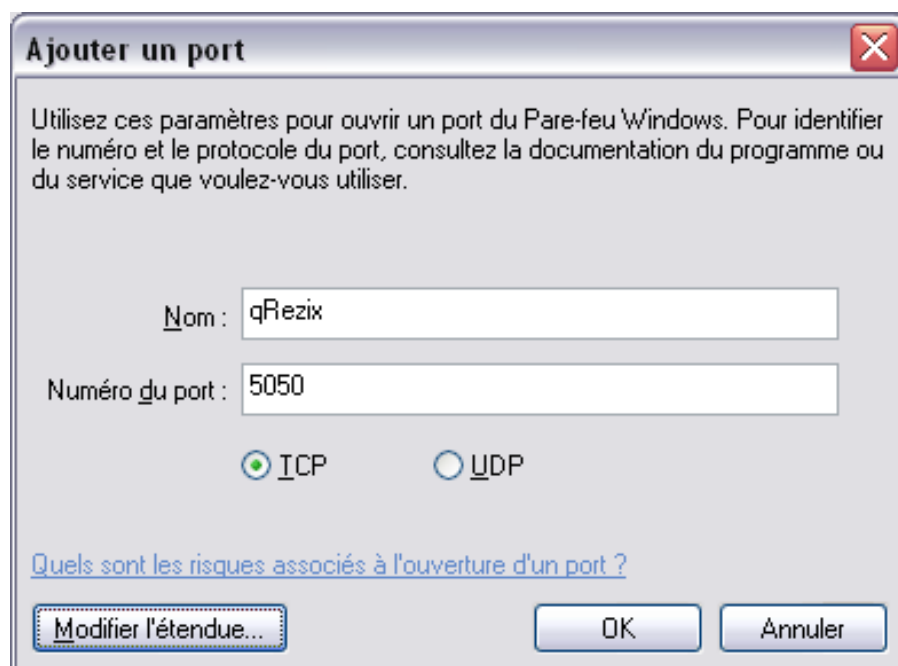 Ajouter un port
Utilisez ces paramètres pour ouvrir un port du Pare-feu Windows. Pour identifier
le numéro et le protocole du port, consultez la documentation du programme ou
du service que voulez-vous utiliser.
Nom : qRezix
Numéro du port : 5050
TCP UDP
Quels sont les risques associés à l'ouverture d'un port ?
Modifier l'étendue... OK Annuler